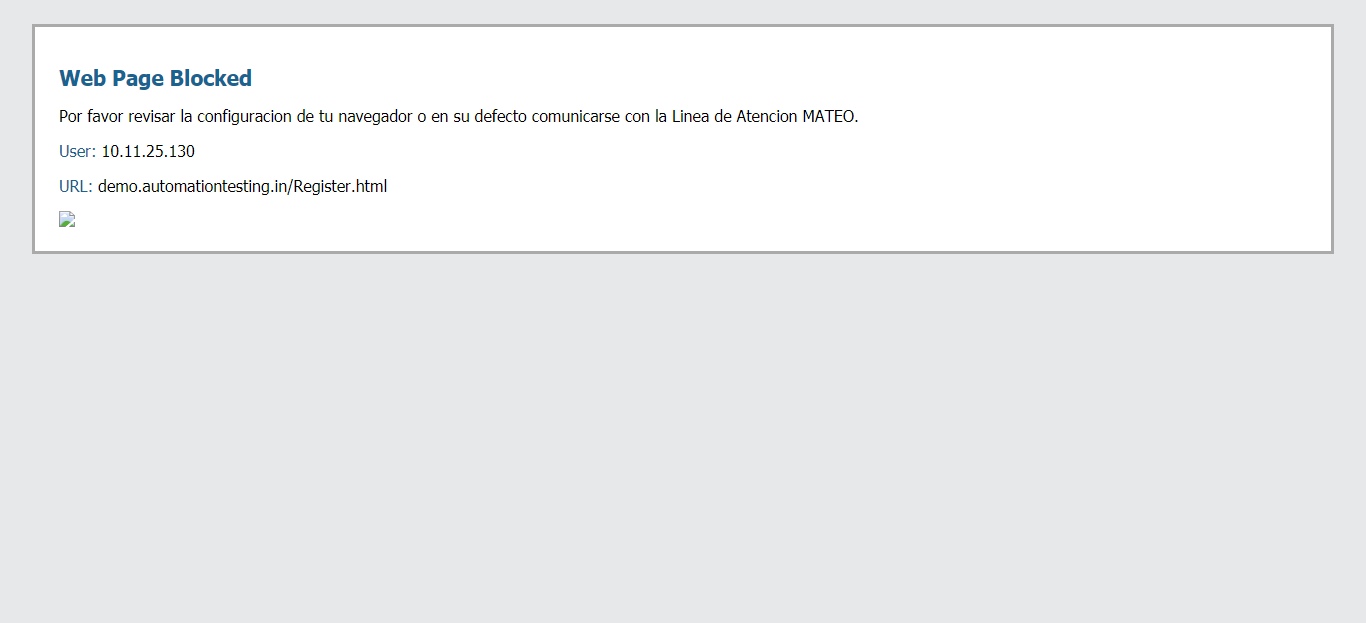 Web Page Blocked
Por favor revisar la configuracion de tu navegador o en su defecto comunicarse con la Linea de Atencion MATEO.
User: 10.11.25.130
URL: demo.automationtesting.in/Register.html